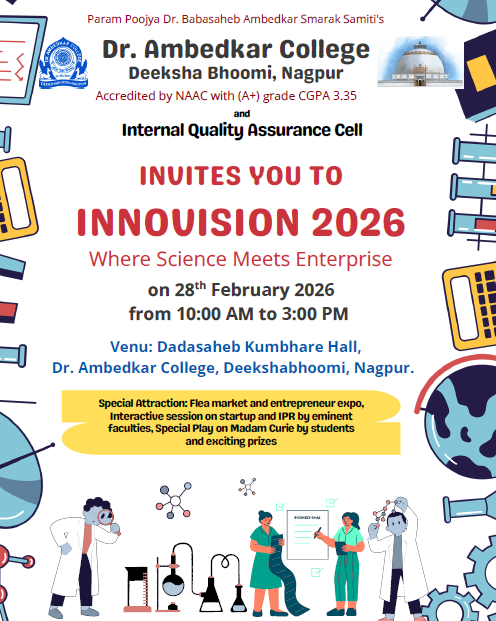 Param Poojya Dr. Babasaheb Ambedkar Smarak Samiti's
Dr. Ambedkar College
Deeksha Bhoomi, Nagpur
Accredited by NAAC with (A+) grade CGPA 3.35
and
Internal Quality Assurance Cell
INVITES YOU TO
INNOVISION 2026
Where Science Meets Enterprise
on 28th February 2026
from 10:00 AM to 3:00 PM
Venu: Dadasaheb Kumbhare Hall,
Dr. Ambedkar College, Deekshabhoomi, Nagpur.
Special Attraction: Flea market and entrepreneur expo,
Interactive session on startup and IPR by eminent
faculties, Special Play on Madam Curie by students
and exciting prizes
BUSINESS GOAL